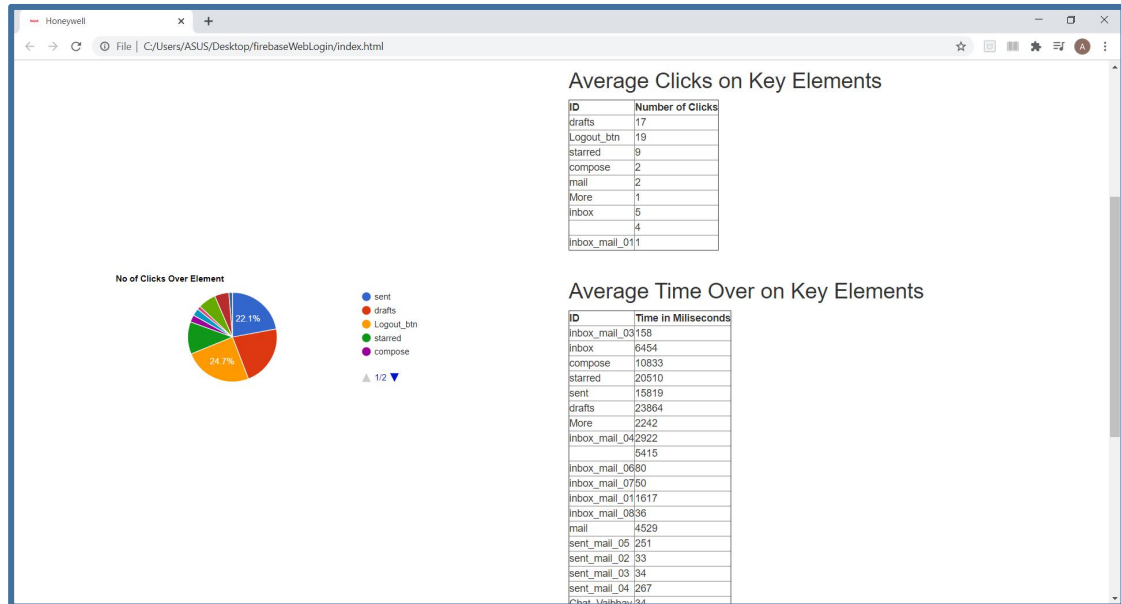 Honeywell
File | C:/Users/ASUS/Desktop/firebaseWebLogin/index.html
A
Average Clicks on Key Elements
ID Number of Clicks
drafts 17
Logout_btn 19
starred 9
compose 2
mail 2
More 1
inbox 5
4
inbox_mail_01 1
No of Clicks Over Element
22.1%
24.7%
sent
drafts
Logout_btn
starred
compose
1/2
Average Time Over on Key Elements
ID Time in Miliseconds
inbox_mail_03 158
inbox 6454
compose 10833
starred 20510
sent 15819
drafts 23864
More 2242
inbox_mail_04 2922
5415
inbox_mail_06 80
inbox_mail_07 50
inbox_mail_01 1617
inbox_mail_08 36
mail 4529
sent_mail_05 251
sent_mail_02 33
sent_mail_03 34
sent_mail_04 267
Chat_Vaibhav 34